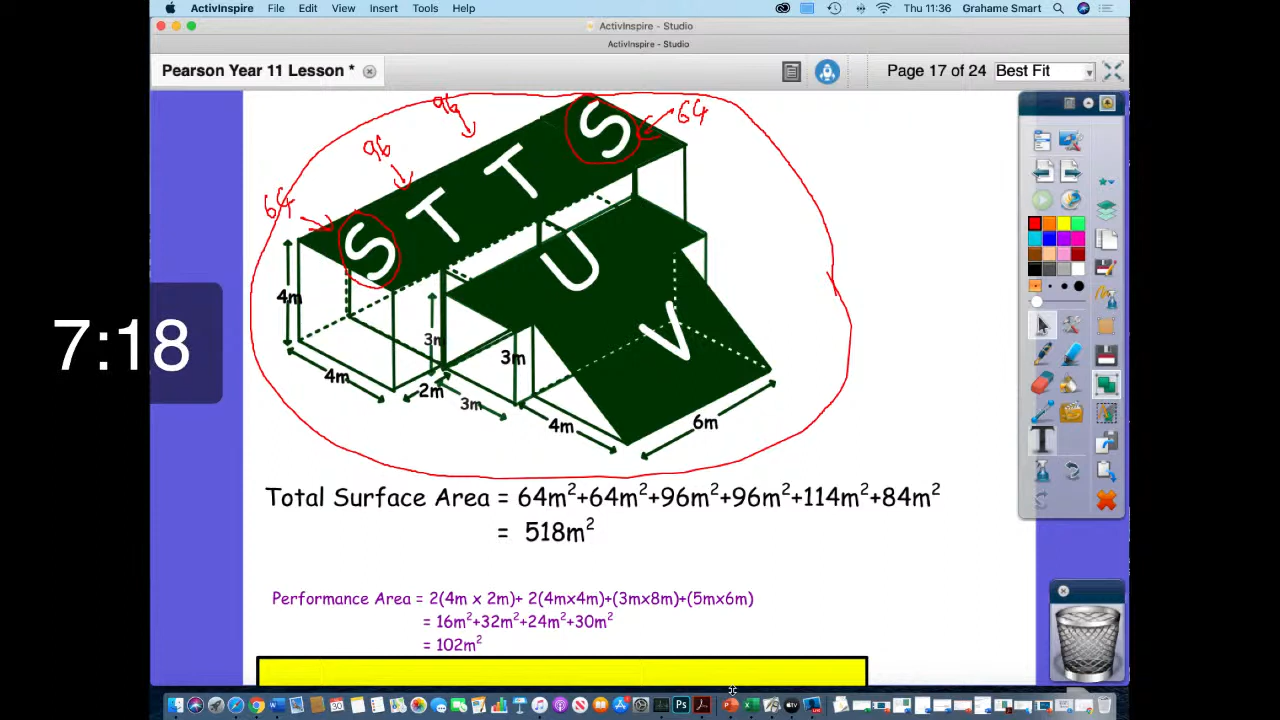 ActivInspire File Edit View Insert Tools Help Thu 11:36 Grahame Smart
ActivInspire - Studio
ActivInspire - Studio
Pearson Year 11 Lesson * Page 17 of 24 Best Fit
96
96
64
64
S T T S
U
V
4m
4m
2m
3m
3m
3m
4m
6m
7:18
Total Surface Area = 64m²+64m²+96m²+96m²+114m²+84m²
= 518m²
Performance Area = 2(4m x 2m)+ 2(4mx4m)+(3mx8m)+(5mx6m)
= 16m²+32m²+24m²+30m²
= 102m²
T
Ps